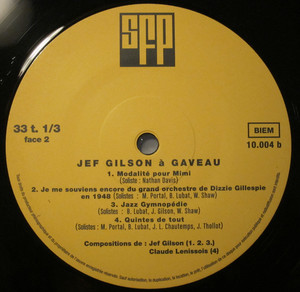 SFP
33 t. 1/3
face 2
BIEM
10.004 b
JEF GILSON à GAVEAU
1. Modalité pour Mimi
(Soliste : Nathan Davis)
2. Je me souviens encore du grand orchestre de Dizzie Gillespie
en 1948 (Solistes : M. Portal, B. Lubat, W. Shaw)
3. Jazz Gymnopédie
(Solistes : B. Lubat, J. Gilson, W. Shaw)
4. Quintes de tout
(Solistes : M. Portal, B. Lubat, J. L. Chautemps, J. Thollot)
Compositions de : Jef Gilson (1. 2. 3.)
Claude Lenissois (4)